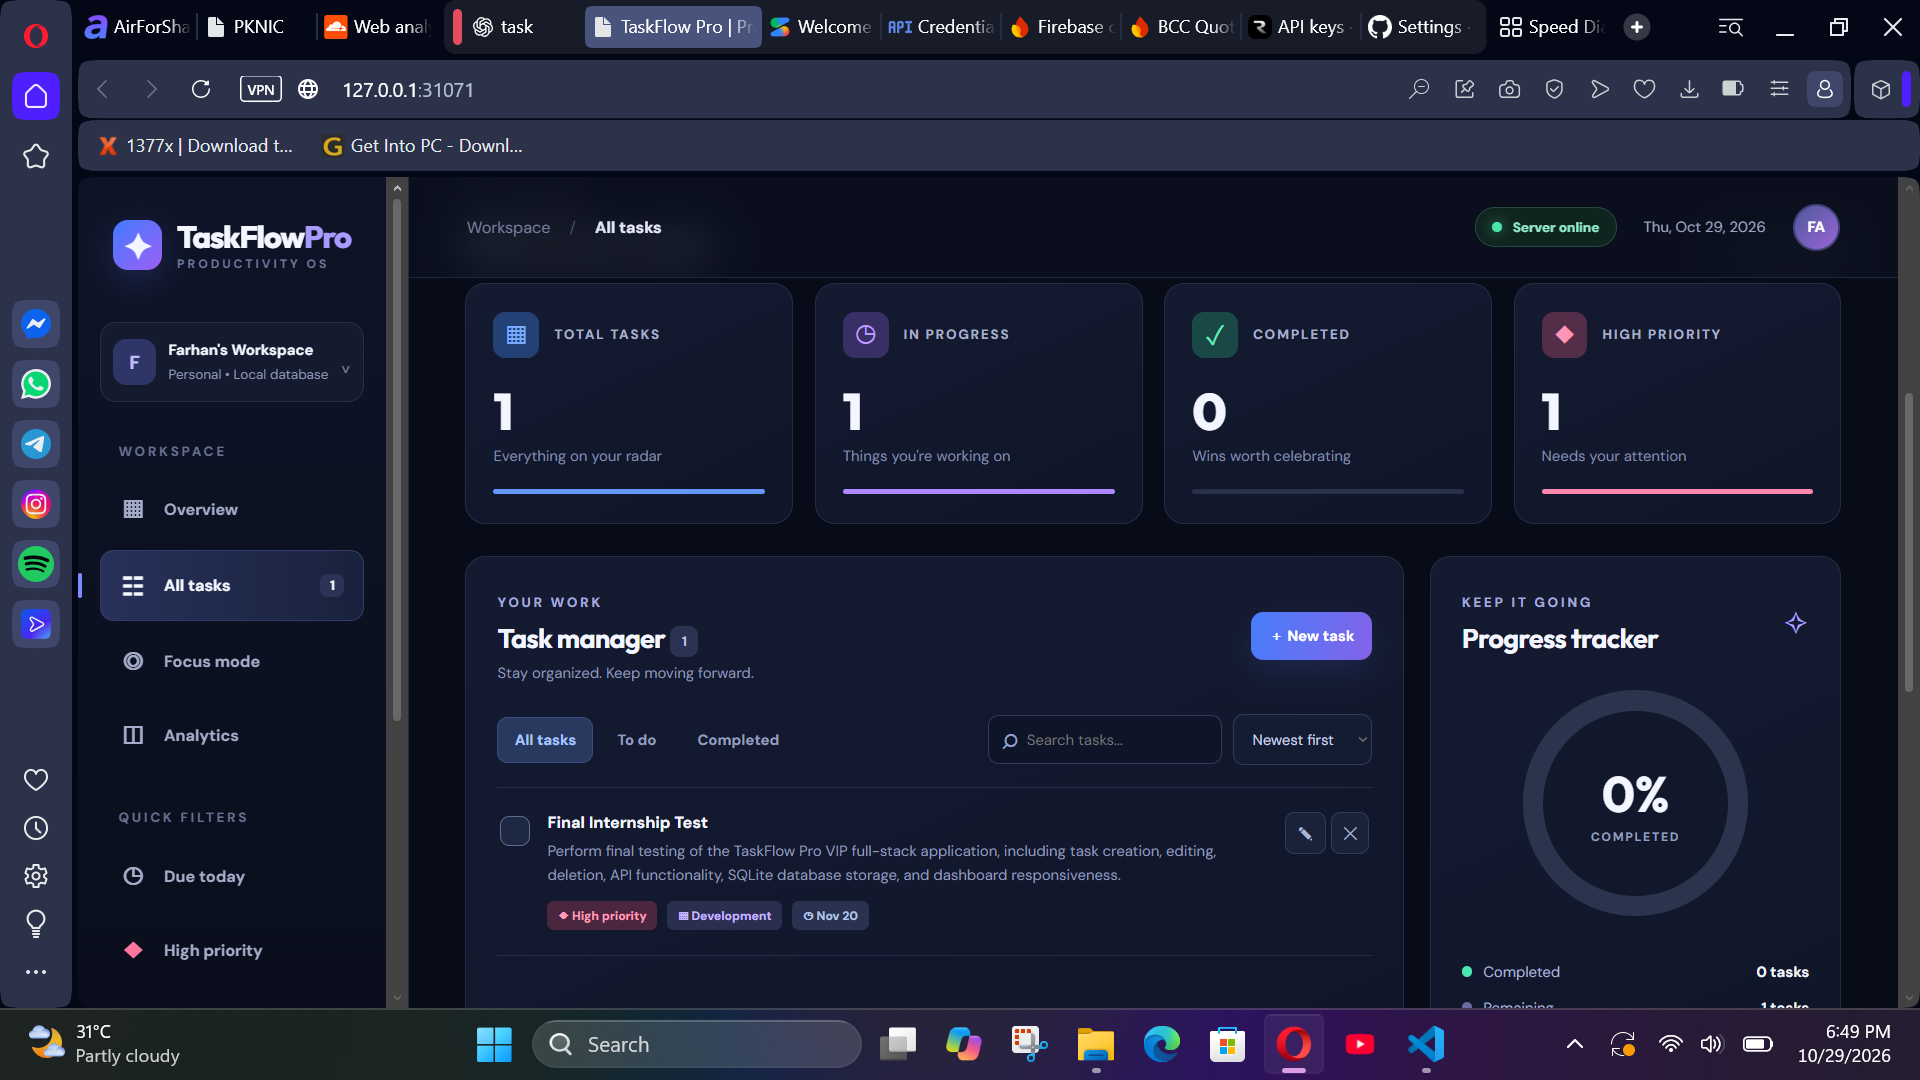 AirForSha
PKNIC
Web anal
task
TaskFlow Pro | Pr
Welcome
API Credentia
Firebase c
BCC Quot
API keys
Settings
Speed Di
VPN
127.0.0.1:31071
1377x | Download t...
Get Into PC - Downl...
TaskFlowPro
PRODUCTIVITY OS
F
Farhan's Workspace
Personal • Local database
WORKSPACE
Overview
All tasks 1
Focus mode
Analytics
QUICK FILTERS
Due today
High priority
Workspace / All tasks
Server online
Thu, Oct 29, 2026
FA
TOTAL TASKS
1
Everything on your radar
IN PROGRESS
1
Things you're working on
COMPLETED
0
Wins worth celebrating
HIGH PRIORITY
1
Needs your attention
YOUR WORK
Task manager 1
Stay organized. Keep moving forward.
+ New task
All tasks
To do
Completed
Search tasks...
Newest first
Final Internship Test
Perform final testing of the TaskFlow Pro VIP full-stack application, including task creation, editing,
deletion, API functionality, SQLite database storage, and dashboard responsiveness.
High priority
Development
Nov 20
KEEP IT GOING
Progress tracker
0%
COMPLETED
Completed 0 tasks
Remaining 1 tasks
31°C
Partly cloudy
Search
6:49 PM
10/29/2026